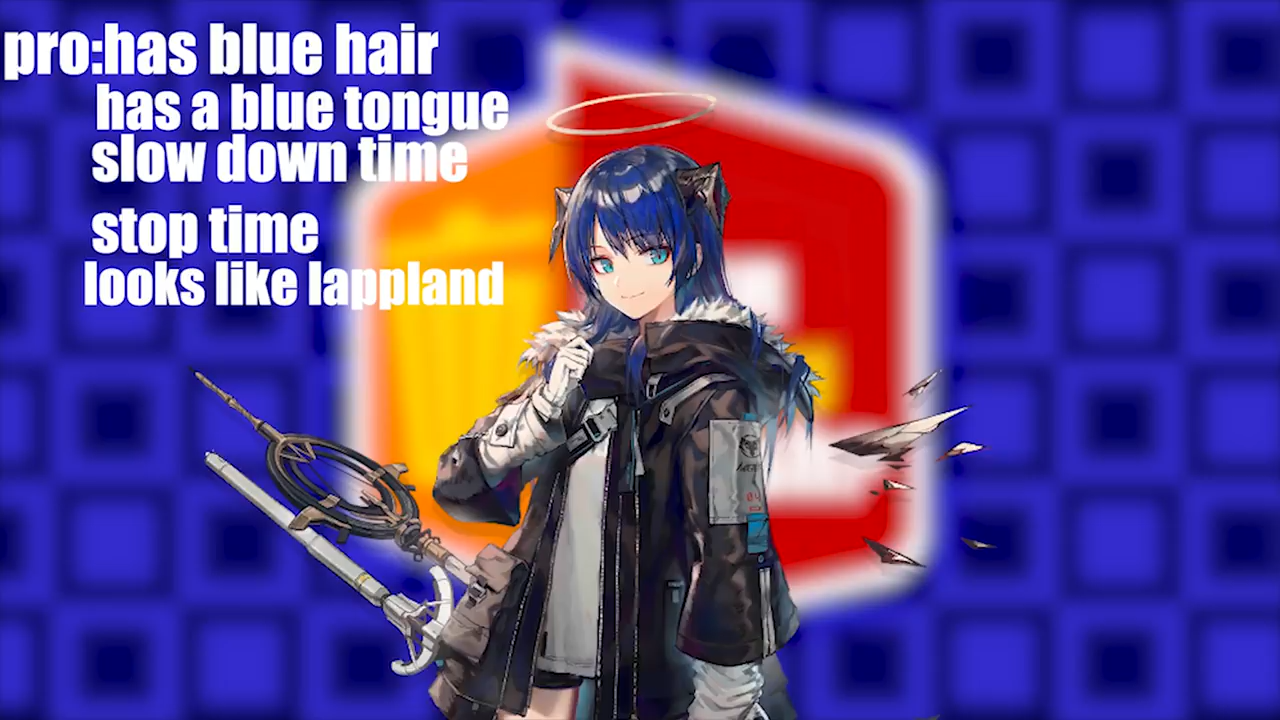 pro:has blue hair
has a blue tongue
slow down time
stop time
looks like lappland